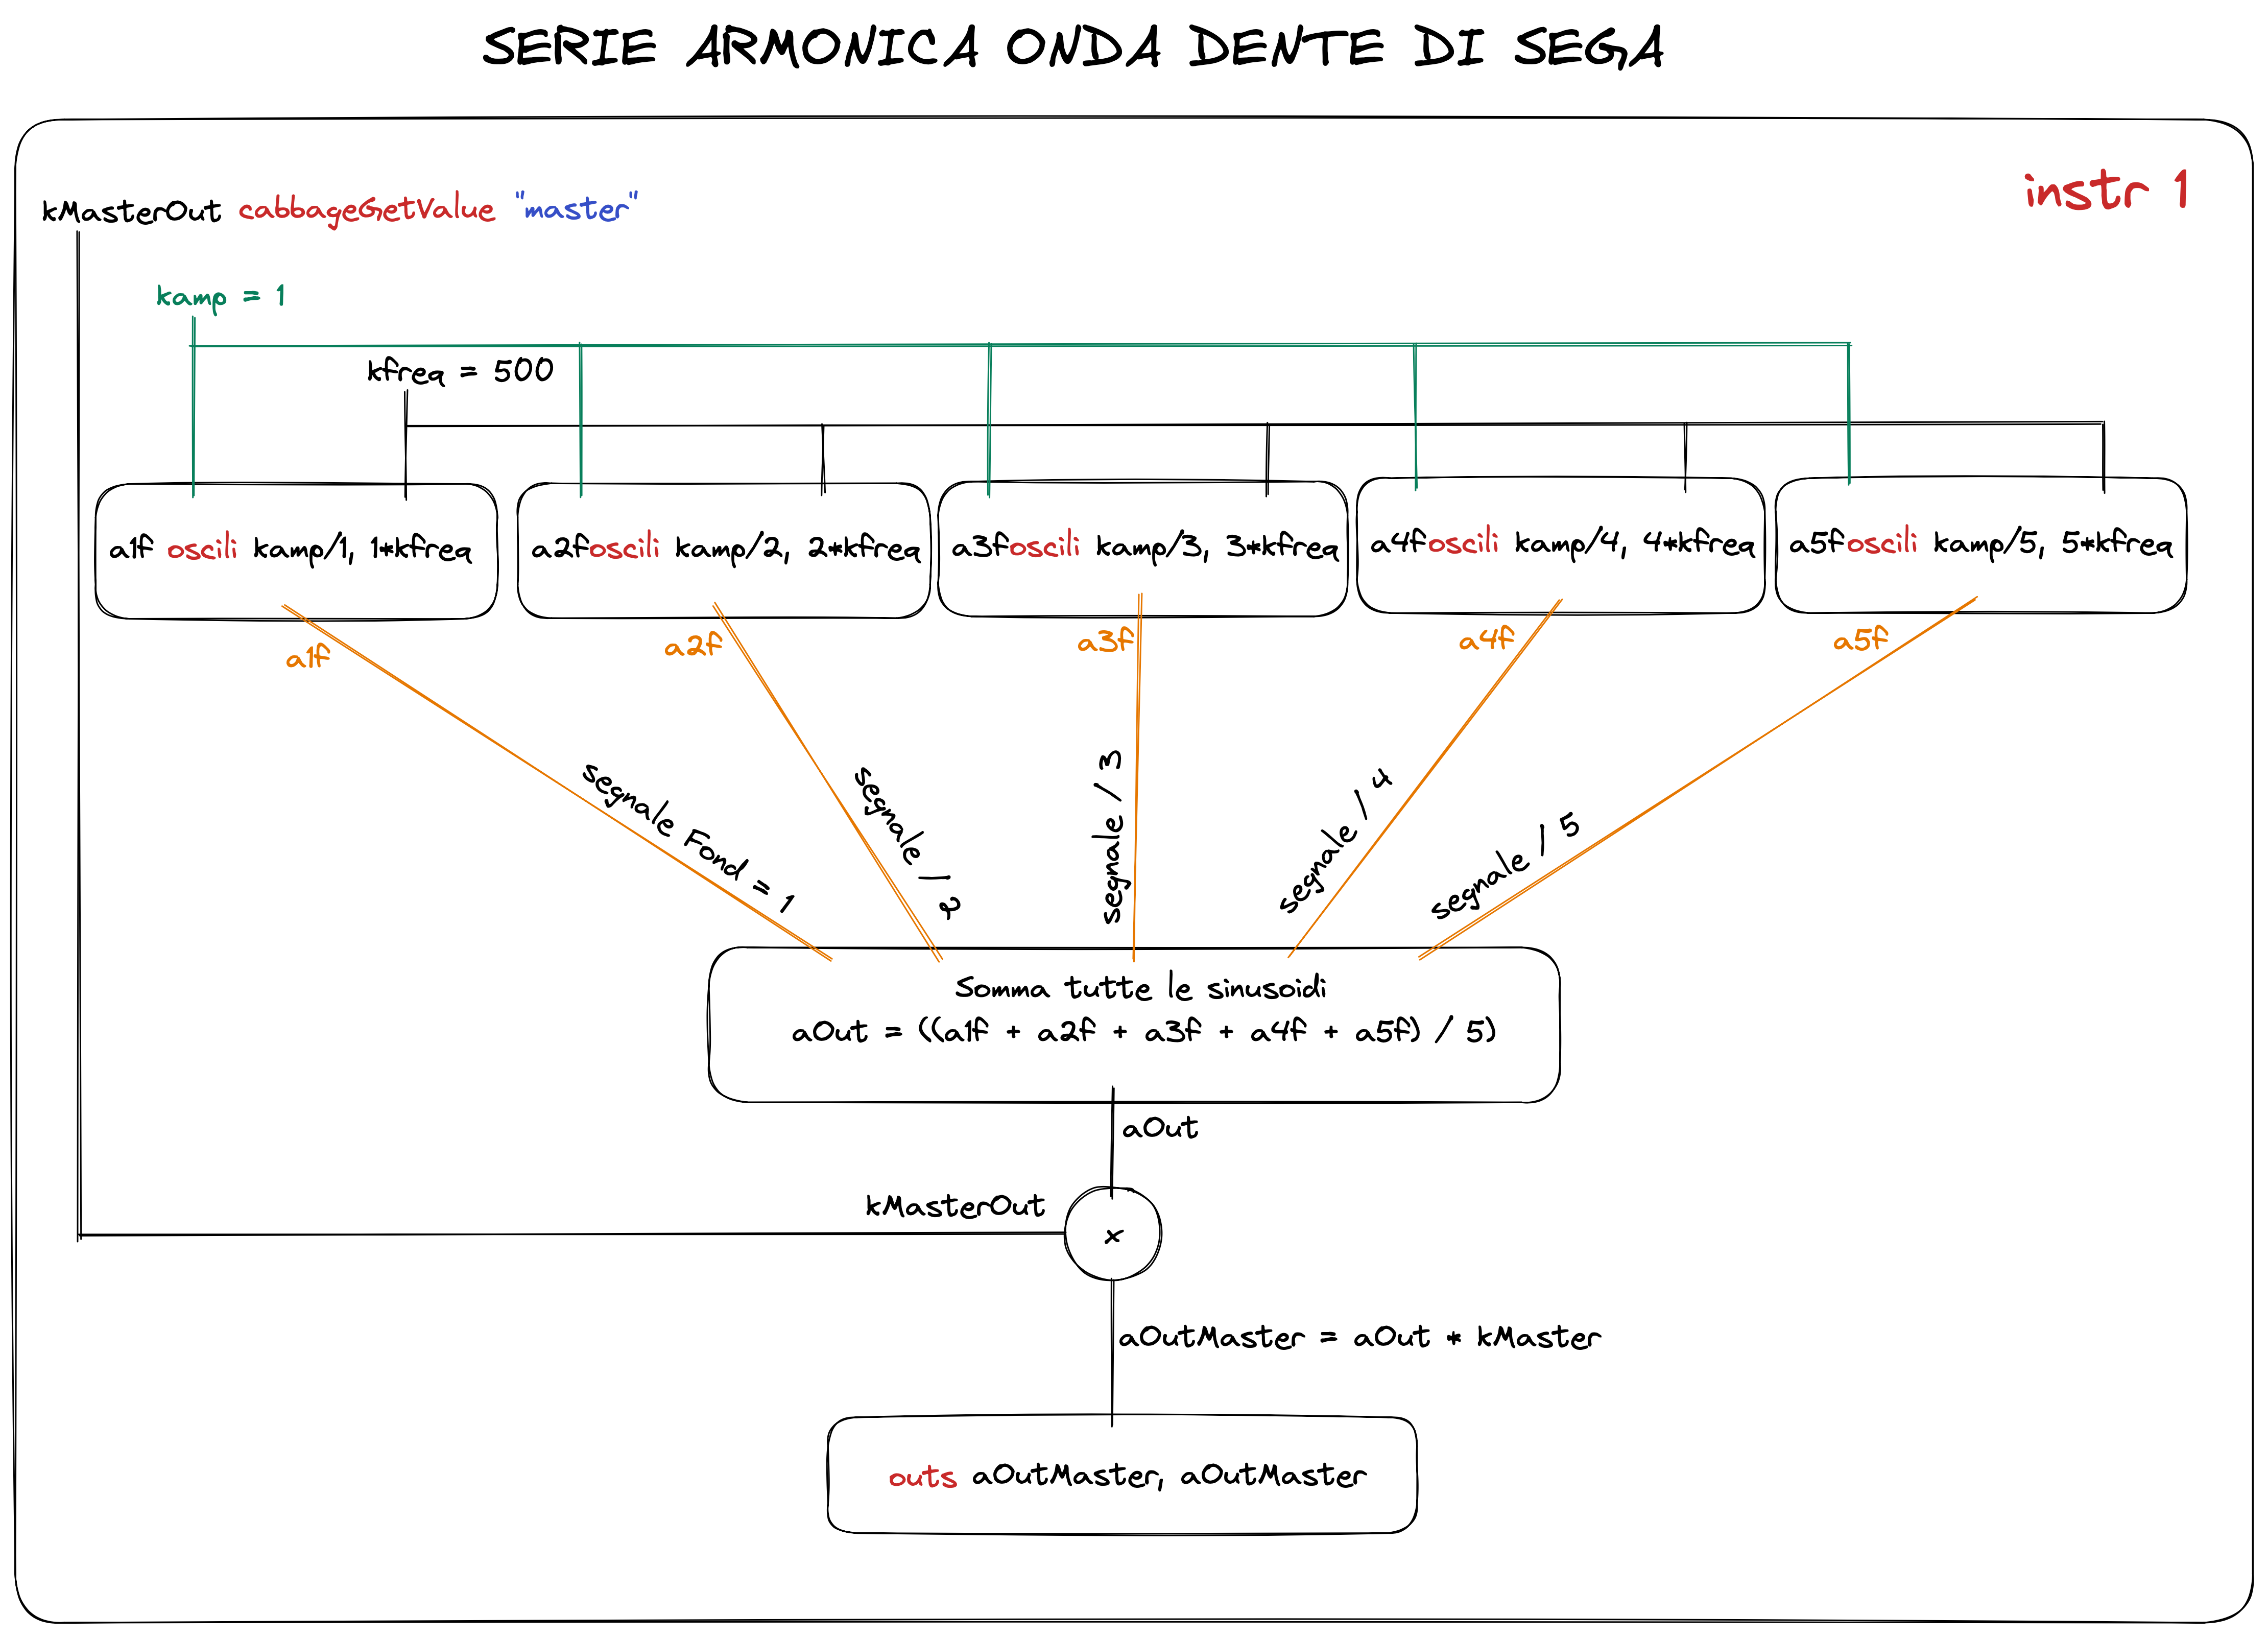 SERIE ARMONICA ONDA DENTE DI SEGA
instr 1
kMasterOut cabbageGetValue "master"
kamp = 1
kfreq = 500
a1f oscili kamp/1, 1*kfreq
a2foscili kamp/2, 2*kfreq
a3foscili kamp/3, 3*kfreq
a4foscili kamp/4, 4*kfreq
a5foscili kamp/5, 5*kfreq
a1f
a2f
a3f
a4f
a5f
segnale Fond = 1
segnale / 2
segnale / 3
segnale / 4
segnale / 5
Somma tutte le sinusoidi
aOut = ((a1f + a2f + a3f + a4f + a5f) / 5)
aOut
kMasterOut
x
aOutMaster = aOut * kMaster
outs aOutMaster, aOutMaster